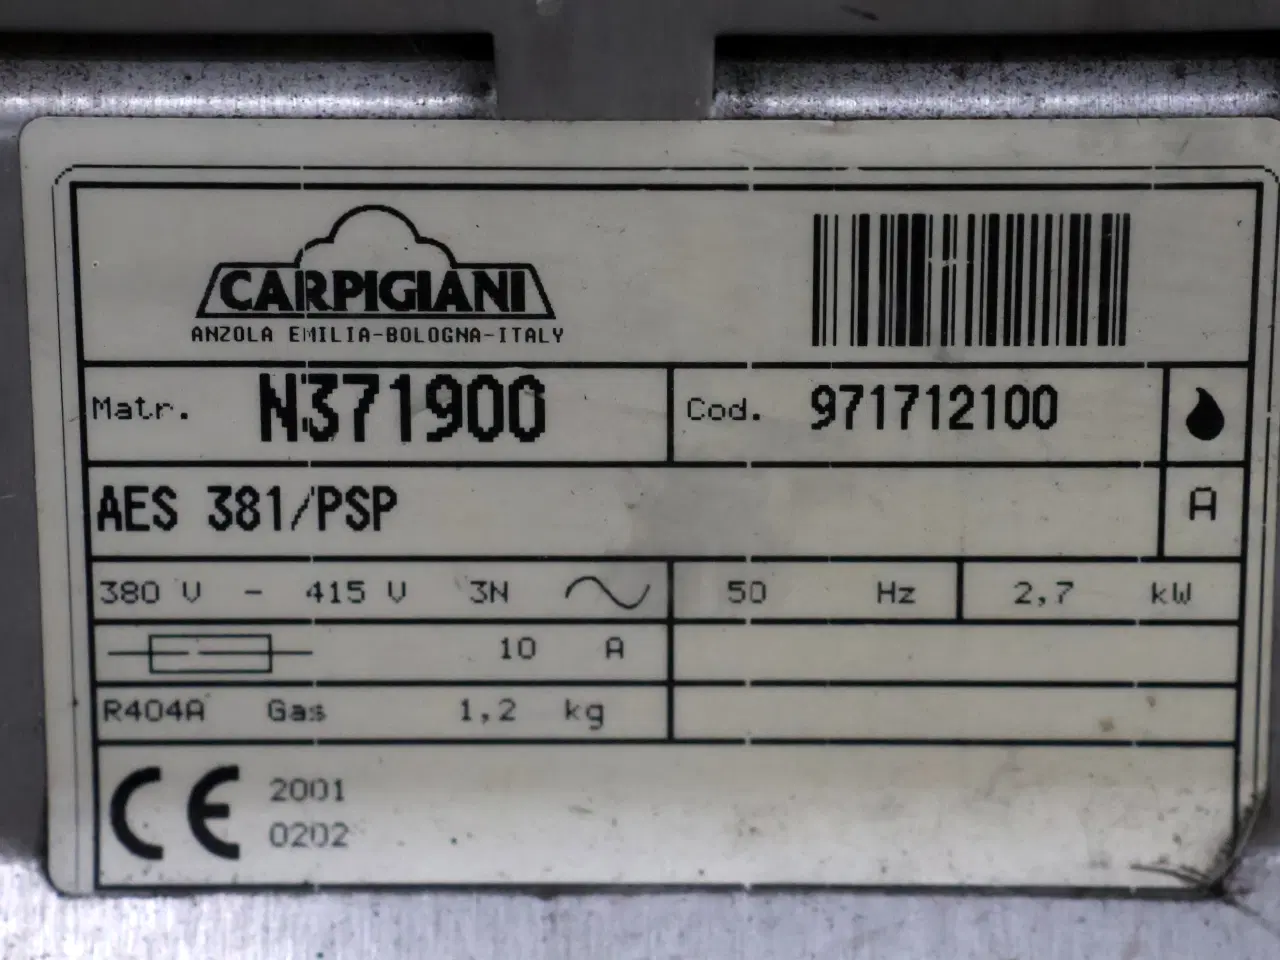 CARPIGIANI
ANZOLA EMILIA-BOLOGNA-ITALY
Matr. N371900 Cod. 971712100
AES 381/PSP A
380 V - 415 V 3N 50 Hz 2,7 kW
10 A
R404A Gas 1,2 kg
CE 2001
0202